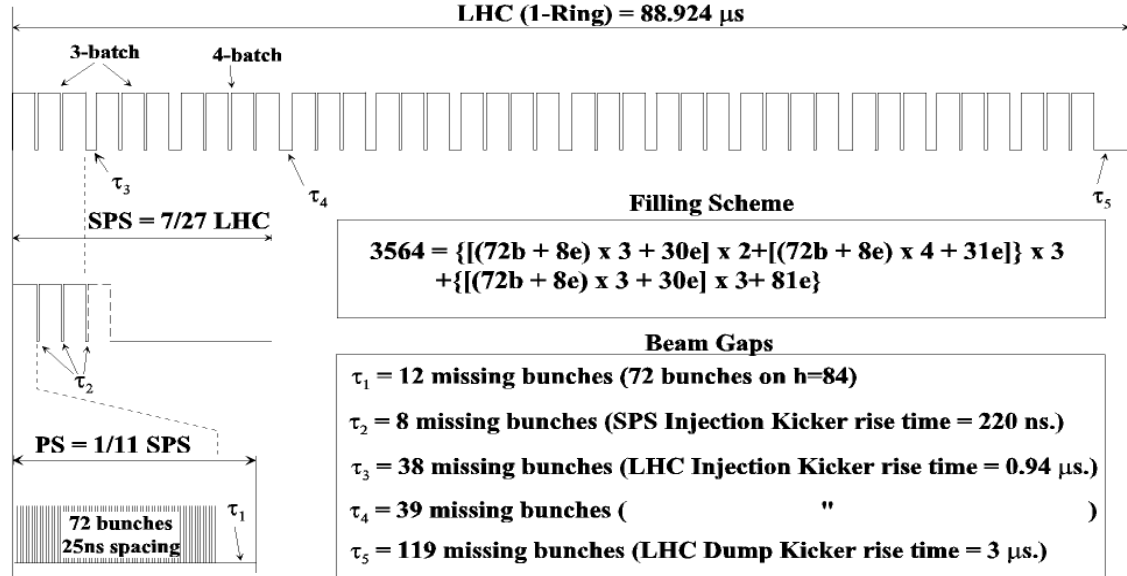 LHC (1-Ring) = 88.924 μs
3-batch
4-batch
τ3
τ4
τ5
SPS = 7/27 LHC
τ2
PS = 1/11 SPS
τ1
72 bunches
25ns spacing
Filling Scheme
3564 = {[(72b + 8e) x 3 + 30e] x 2+[(72b + 8e) x 4 + 31e]} x 3
+{[(72b + 8e) x 3 + 30e] x 3+ 81e}
Beam Gaps
τ1 = 12 missing bunches (72 bunches on h=84)
τ2 = 8 missing bunches (SPS Injection Kicker rise time = 220 ns.)
τ3 = 38 missing bunches (LHC Injection Kicker rise time = 0.94 μs.)
τ4 = 39 missing bunches ( " )
τ5 = 119 missing bunches (LHC Dump Kicker rise time = 3 μs.)